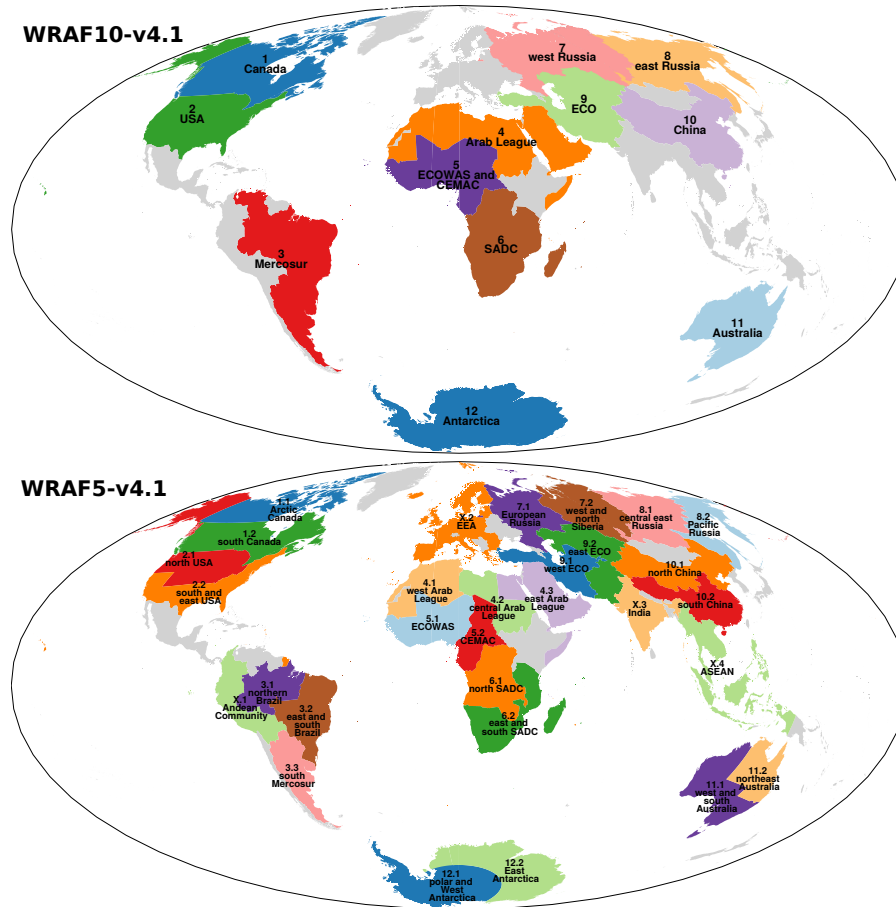 WRAF10-v4.1
1
Canada
2
USA
3
Mercosur
4
Arab League
5
ECOWAS and
CEMAC
6
SADC
7
west Russia
8
east Russia
9
ECO
10
China
11
Australia
12
Antarctica
WRAF5-v4.1
1.1
Arctic
Canada
1.2
south Canada
2.1
north USA
2.2
south and
east USA
X.1
Andean
Community
3.1
northern
Brazil
3.2
east and
south
Brazil
3.3
south
Mercosur
X.2
EEA
4.1
west Arab
League
4.2
central Arab
League
4.3
east Arab
League
5.1
ECOWAS
5.2
CEMAC
6.1
north SADC
6.2
east and
south SADC
7.1
European
Russia
7.2
west and
north
Siberia
8.1
central east
Russia
8.2
Pacific
Russia
9.1
west ECO
9.2
east ECO
10.1
north China
10.2
south China
X.3
India
X.4
ASEAN
11.1
west and
south
Australia
11.2
northeast
Australia
12.1
polar and
West
Antarctica
12.2
East
Antarctica